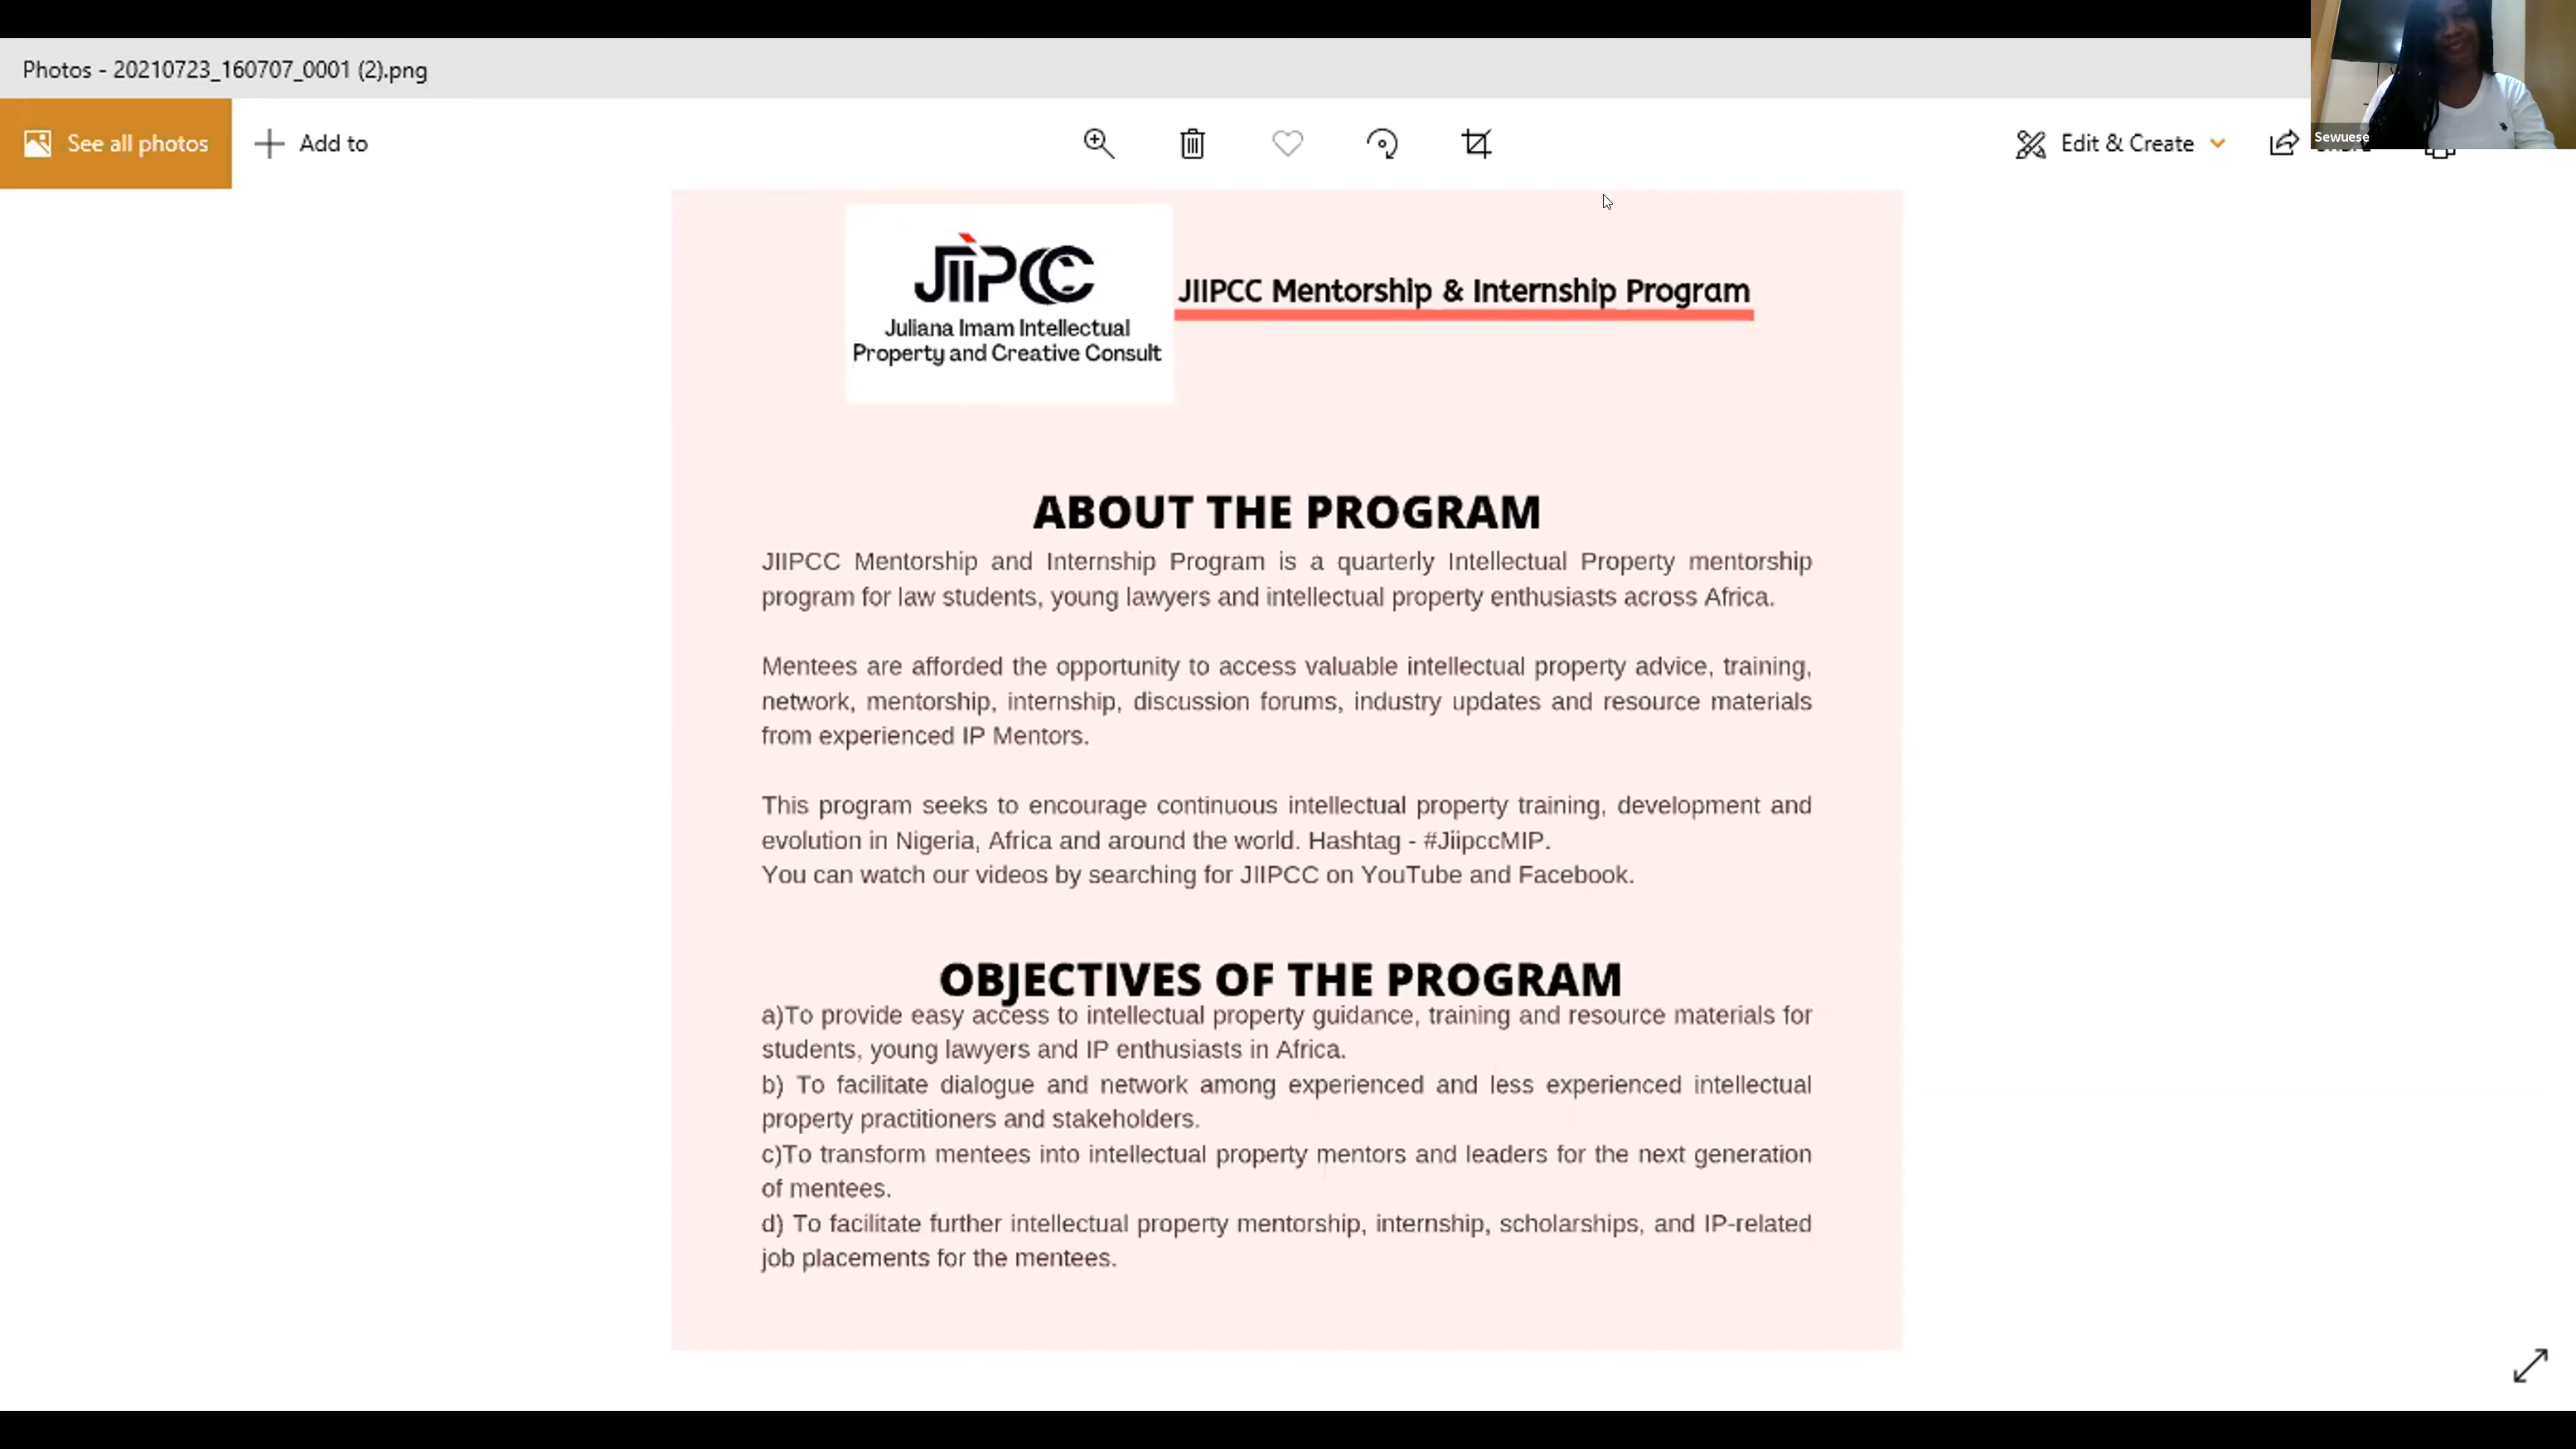 Photos - 20210723_160707_0001 (2).png
See all photos
Add to
Edit & Create
Sewuese
JIIPCC
Juliana Imam Intellectual
Property and Creative Consult
JIIPCC Mentorship & Internship Program
ABOUT THE PROGRAM
JIIPCC Mentorship and Internship Program is a quarterly Intellectual Property mentorship
program for law students, young lawyers and intellectual property enthusiasts across Africa.
Mentees are afforded the opportunity to access valuable intellectual property advice, training,
network, mentorship, internship, discussion forums, industry updates and resource materials
from experienced IP Mentors.
This program seeks to encourage continuous intellectual property training, development and
evolution in Nigeria, Africa and around the world. Hashtag - #JiipccMIP.
You can watch our videos by searching for JIIPCC on YouTube and Facebook.
OBJECTIVES OF THE PROGRAM
a)To provide easy access to intellectual property guidance, training and resource materials for
students, young lawyers and IP enthusiasts in Africa.
b) To facilitate dialogue and network among experienced and less experienced intellectual
property practitioners and stakeholders.
c)To transform mentees into intellectual property mentors and leaders for the next generation
of mentees.
d) To facilitate further intellectual property mentorship, internship, scholarships, and IP-related
job placements for the mentees.